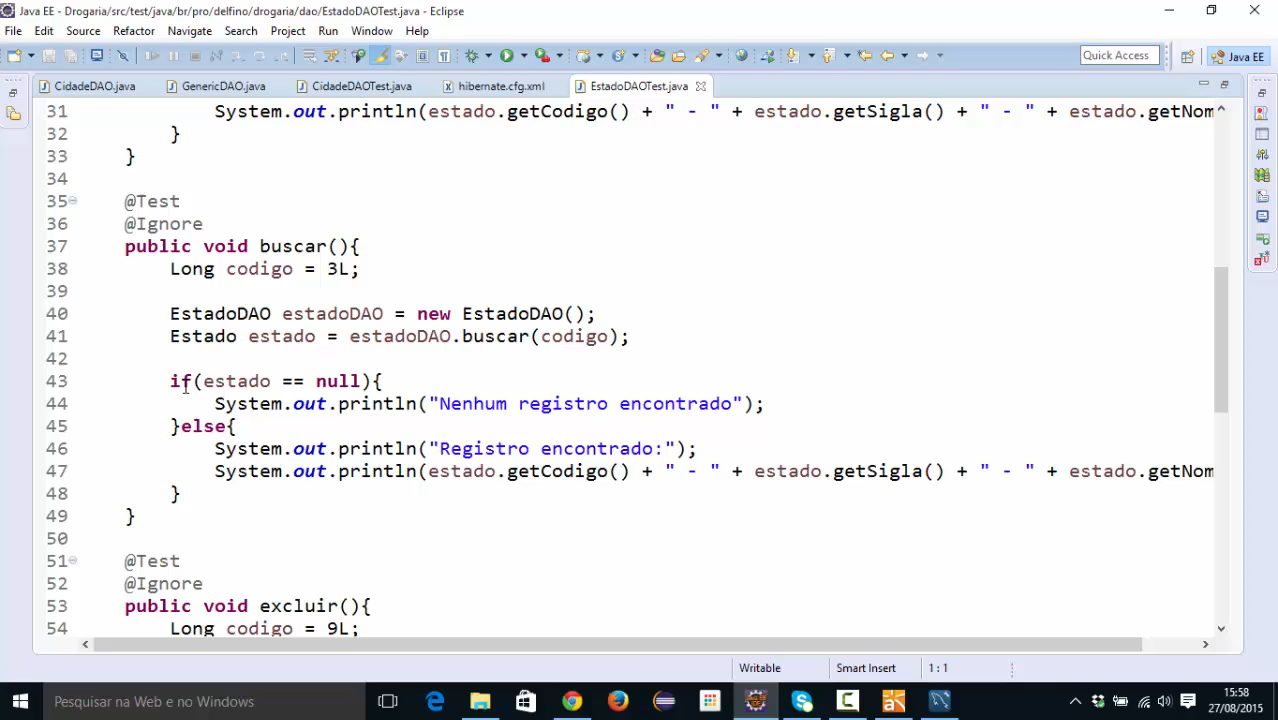 Java EE - Drogaria/src/test/java/br/pro/delfino/drogaria/dao/EstadoDAOTest.java - Eclipse
File Edit Source Refactor Navigate Search Project Run Window Help
Quick Access Java EE
CidadeDAO.java GenericDAO.java CidadeDAOTest.java hibernate.cfg.xml EstadoDAOTest.java
31 System.out.println(estado.getCodigo() + " - " + estado.getSigla() + " - " + estado.getNom
32 }
33 }
34
35 @Test
36 @Ignore
37 public void buscar(){
38 Long codigo = 3L;
39
40 EstadoDAO estadoDAO = new EstadoDAO();
41 Estado estado = estadoDAO.buscar(codigo);
42
43 if(estado == null){
44 System.out.println("Nenhum registro encontrado");
45 }else{
46 System.out.println("Registro encontrado:");
47 System.out.println(estado.getCodigo() + " - " + estado.getSigla() + " - " + estado.getNom
48 }
49 }
50
51 @Test
52 @Ignore
53 public void excluir(){
54 Long codigo = 9L;
Writable Smart Insert 1 : 1
Pesquisar na Web e no Windows
15:58
27/08/2015